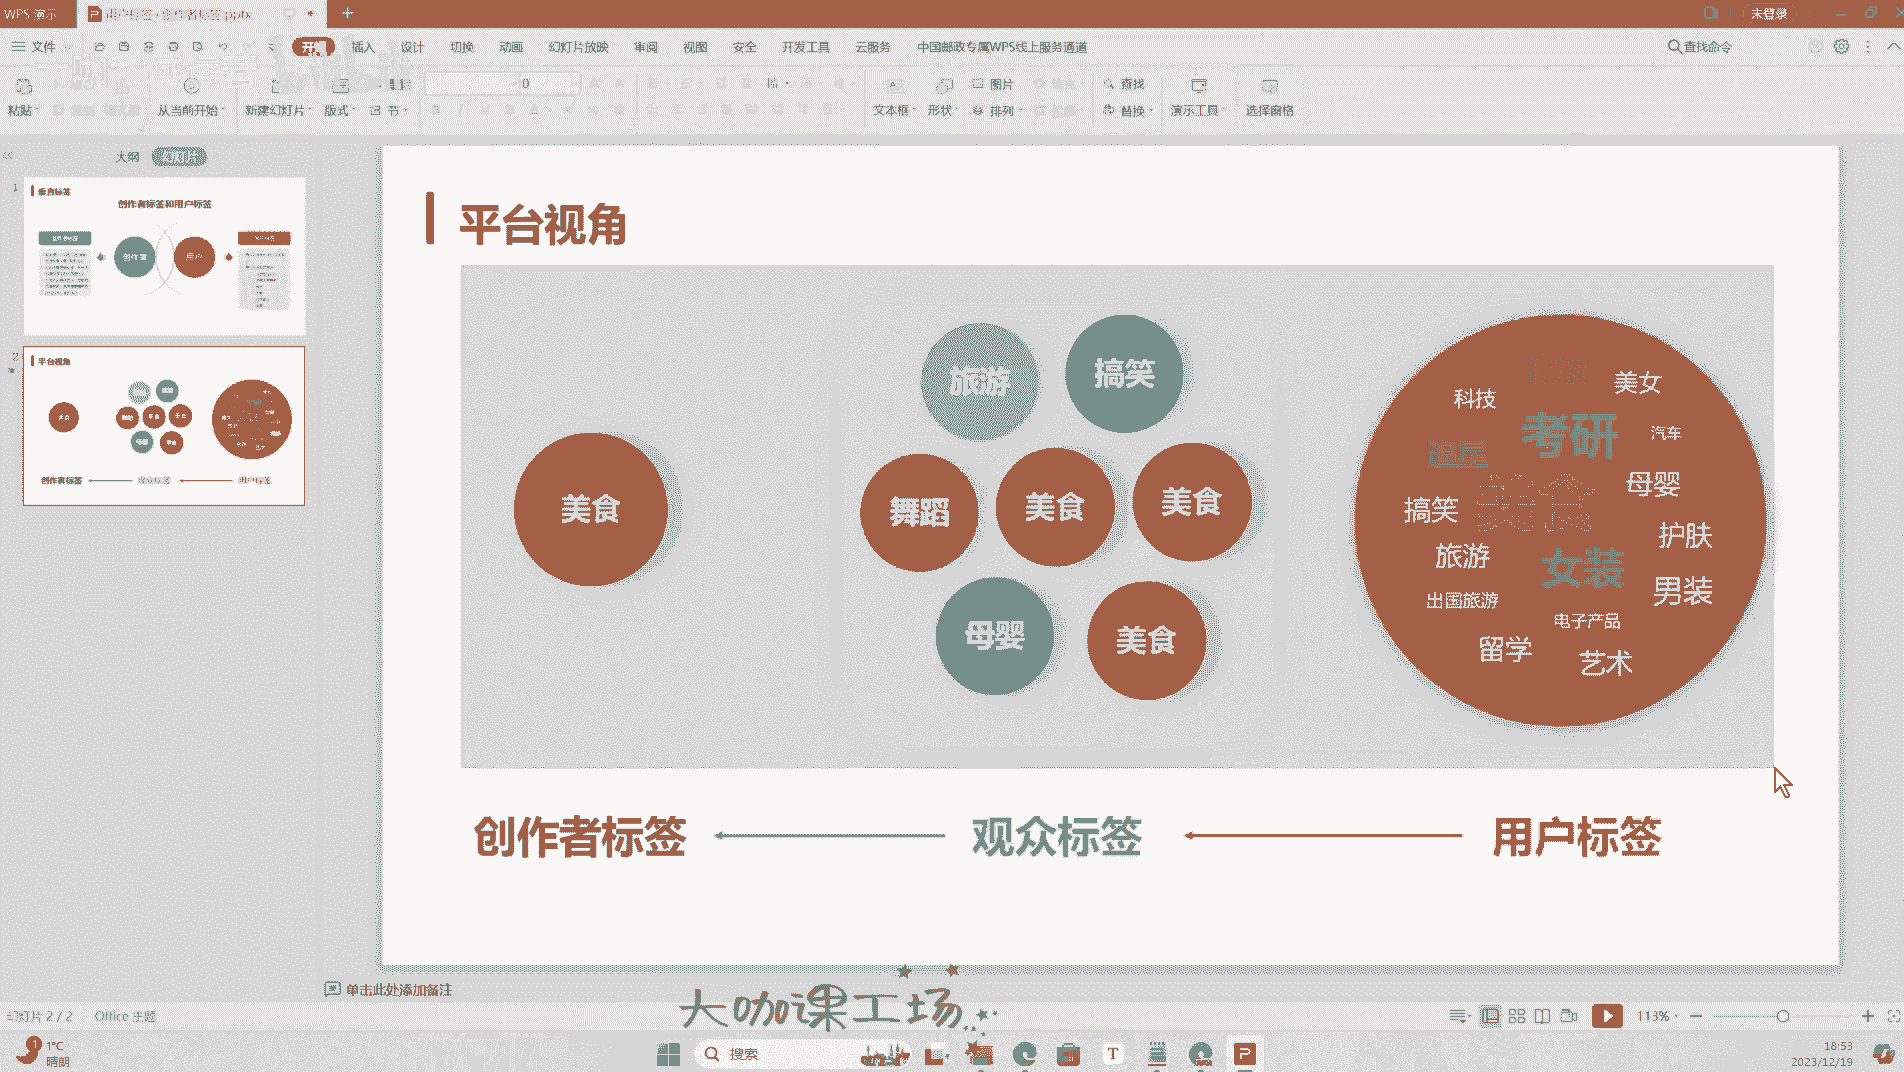 WPS 演示
用户标签、创作者标签.pptx
未登录
文件
开始
插入
设计
切换
动画
幻灯片放映
审阅
视图
安全
开发工具
云服务
中国邮政专属WPS线上服务通道
查找命令
粘贴
从当前开始
新建幻灯片
版式
节
0
文本框
形状
图片
排列
查找
替换
演示工具
选择窗格
大纲
幻灯片
1
垂直标签
创作者标签和用户标签
创作者
用户
2
平台视角
美食
创作者标签
观众标签
用户标签
平台视角
美食
旅游
搞笑
舞蹈
美食
美食
母婴
美食
科技
美女
考研
汽车
追星
母婴
搞笑
美食
护肤
旅游
女装
男装
出国旅游
电子产品
留学
艺术
创作者标签
观众标签
用户标签
单击此处添加备注
大咖课工场
幻灯片 2 / 2
Office 主题
113%
1
1°C
晴朗
搜索
18:53
2023/12/19